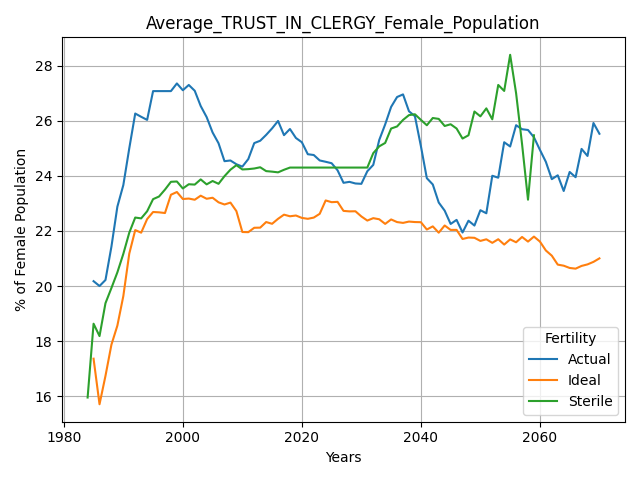 Average_TRUST_IN_CLERGY_Female_Population
% of Female Population
28
26
24
22
20
18
16
1980
2000
2020
2040
2060
Years
Fertility
Actual
Ideal
Sterile